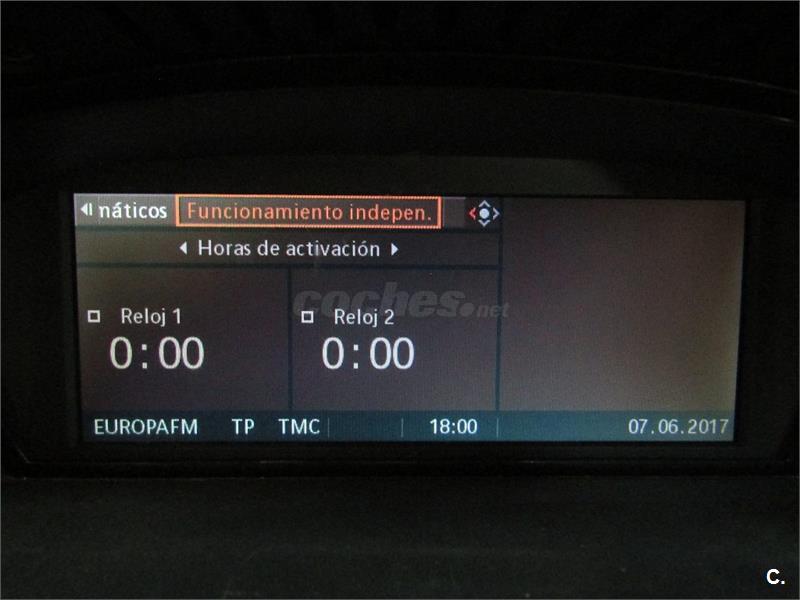 náticos Funcionamiento indepen.
Horas de activación
Reloj 1 Reloj 2
0:00 0:00
coches.net
EUROPAFM TP TMC 18:00 07.06.2017
C.